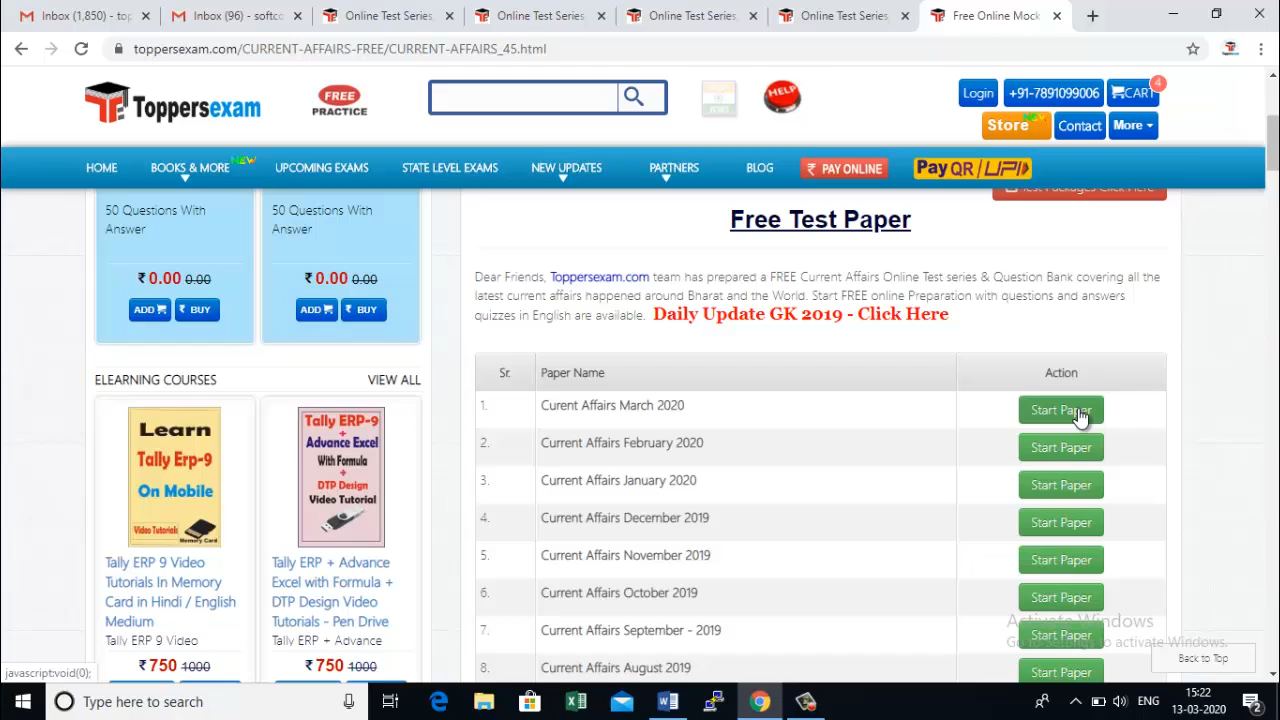 Inbox (1,850) - top
Inbox (96) - softco
Online Test Series,
Online Test Series,
Online Test Series,
Online Test Series,
Free Online Mock
toppersexam.com/CURRENT-AFFAIRS-FREE/CURRENT-AFFAIRS_45.html
Toppersexam
FREE
PRACTICE
HELP
Login
+91-7891099006
CART
4
Store
NEW
Contact
More
HOME
BOOKS & MORE
NEW
UPCOMING EXAMS
STATE LEVEL EXAMS
NEW UPDATES
PARTNERS
BLOG
₹ PAY ONLINE
Pay QR / UPI
50 Questions With
Answer
₹ 0.00 0.00
ADD
₹ BUY
50 Questions With
Answer
₹ 0.00 0.00
ADD
₹ BUY
ELEARNING COURSES
VIEW ALL
Learn
Tally Erp-9
On Mobile
Video Tutorials
Memory Card
Tally ERP 9 Video
Tutorials In Memory
Card in Hindi / English
Medium
Tally ERP 9 Video
₹ 750 1000
Tally ERP-9
+
Advance Excel
With Formula
+
DTP Design
Video Tutorial
Tally ERP + Advance
Excel with Formula +
DTP Design Video
Tutorials - Pen Drive
Tally ERP + Advance
₹ 750 1000
Test Packages Click Here
Free Test Paper
Dear Friends, Toppersexam.com team has prepared a FREE Current Affairs Online Test series & Question Bank covering all the
latest current affairs happened around Bharat and the World. Start FREE online Preparation with questions and answers
quizzes in English are available. Daily Update GK 2019 - Click Here
Sr. Paper Name Action
1. Curent Affairs March 2020 Start Paper
2. Current Affairs February 2020 Start Paper
3. Current Affairs January 2020 Start Paper
4. Current Affairs December 2019 Start Paper
5. Current Affairs November 2019 Start Paper
6. Current Affairs October 2019 Start Paper
7. Current Affairs September - 2019 Start Paper
8. Current Affairs August 2019 Start Paper
Activate Windows
Go to Settings to activate Windows.
Back to Top
javascript:void(0);
Type here to search
ENG
15:22
13-03-2020
2